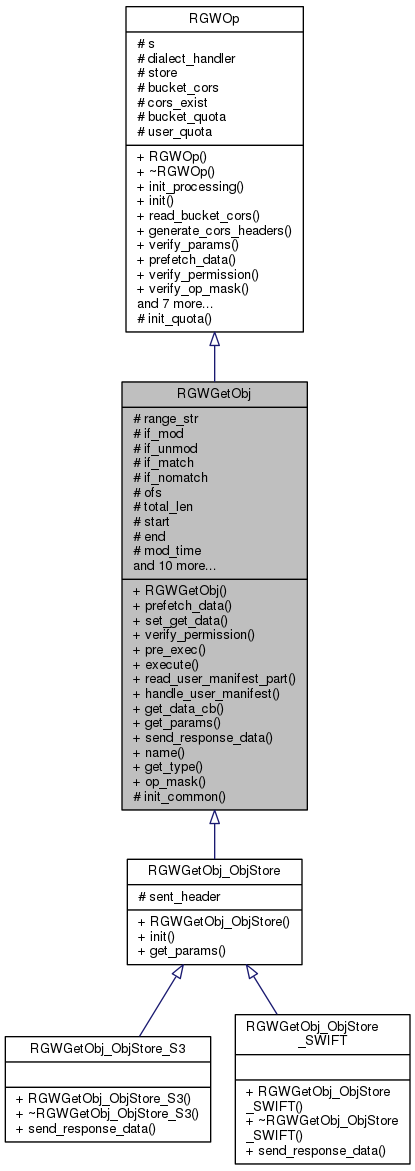 RGWOp
# s
# dialect_handler
# store
# bucket_cors
# cors_exist
# bucket_quota
# user_quota
+ RGWOp()
+ ~RGWOp()
+ init_processing()
+ init()
+ read_bucket_cors()
+ generate_cors_headers()
+ verify_params()
+ prefetch_data()
+ verify_permission()
+ verify_op_mask()
and 7 more...
# init_quota()
RGWGetObj
# range_str
# if_mod
# if_unmod
# if_match
# if_nomatch
# ofs
# total_len
# start
# end
# mod_time
and 10 more...
+ RGWGetObj()
+ prefetch_data()
+ set_get_data()
+ verify_permission()
+ pre_exec()
+ execute()
+ read_user_manifest_part()
+ handle_user_manifest()
+ get_data_cb()
+ get_params()
+ send_response_data()
+ name()
+ get_type()
+ op_mask()
# init_common()
RGWGetObj_ObjStore
# sent_header
+ RGWGetObj_ObjStore()
+ init()
+ get_params()
RGWGetObj_ObjStore_S3
+ RGWGetObj_ObjStore_S3()
+ ~RGWGetObj_ObjStore_S3()
+ send_response_data()
RGWGetObj_ObjStore
_SWIFT
+ RGWGetObj_ObjStore
_SWIFT()
+ ~RGWGetObj_ObjStore
_SWIFT()
+ send_response_data()